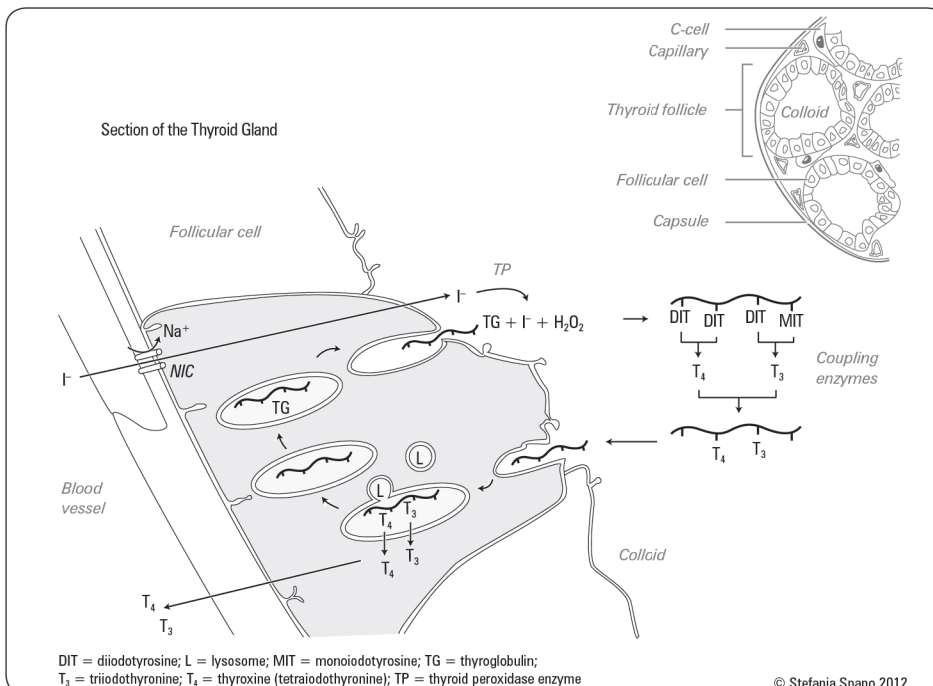 C-cell
Capillary
Thyroid follicle
Colloid
Follicular cell
Capsule
Section of the Thyroid Gland
Follicular cell
TP
I⁻
TG + I⁻ + H₂O₂
Na⁺
I⁻
NIC
TG
DIT DIT DIT MIT
T₄ T₃
Coupling
enzymes
T₄ T₃
L
L
T₄ T₃
T₄ T₃
Blood
vessel
Colloid
T₄
T₃
DIT = diiodotyrosine; L = lysosome; MIT = monoiodotyrosine; TG = thyroglobulin;
T₃ = triiodothyronine; T₄ = thyroxine (tetraiodothyronine); TP = thyroid peroxidase enzyme
© Stefania Spano 2012